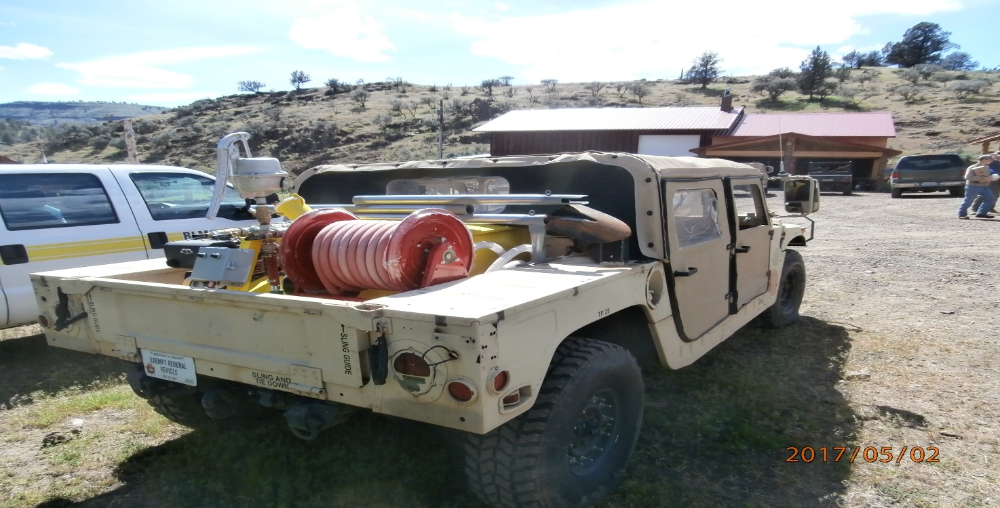 BLM
SLING GUIDE
TP 25
SLING GUIDE
EXEMPT FEDERAL
VEHICLE
SLING AND
TIE DOWN
2017/05/02